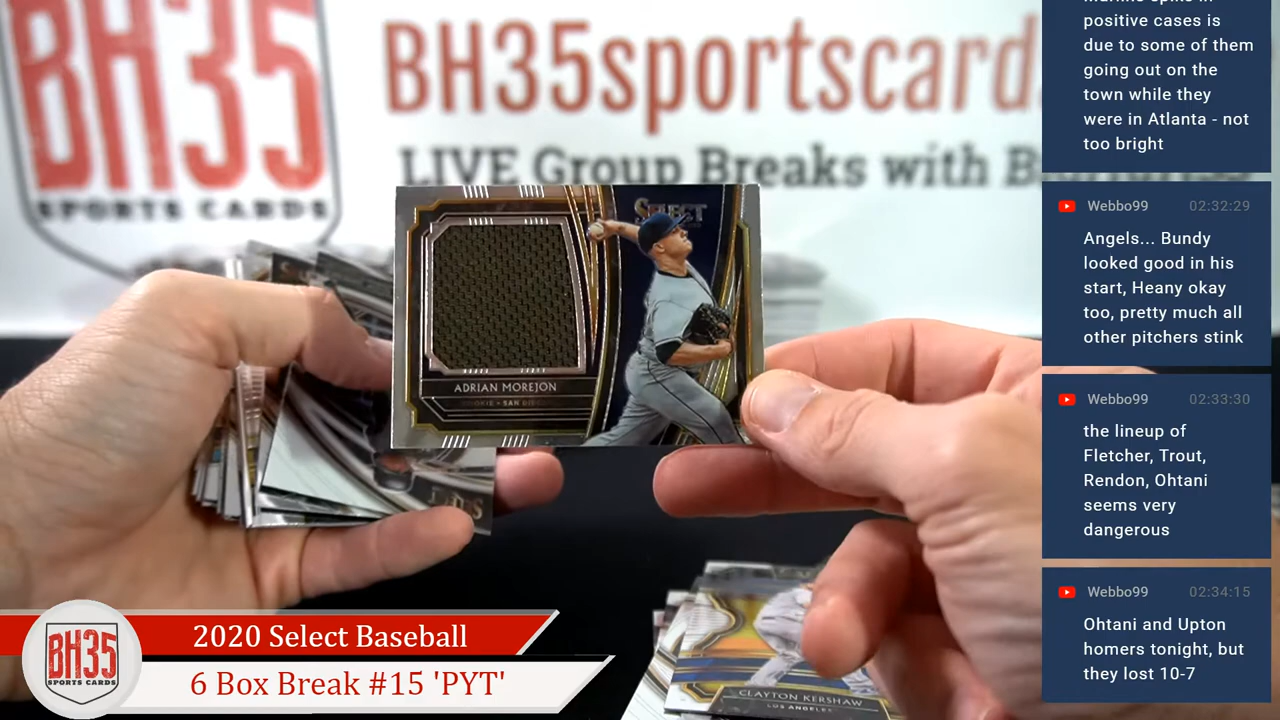 BH35
SPORTS CARDS
BH35sportscard
LIVE Group Breaks with
SELECT
ADRIAN MOREJON
ROOKIE • SAN
CLAYTON KERSHAW
LOS ANGELES
BH35
SPORTS CARDS
2020 Select Baseball
6 Box Break #15 'PYT'
positive cases is
due to some of them
going out on the
town while they
were in Atlanta - not
too bright
Webbo99 02:32:29
Angels... Bundy
looked good in his
start, Heany okay
too, pretty much all
other pitchers stink
Webbo99 02:33:30
the lineup of
Fletcher, Trout,
Rendon, Ohtani
seems very
dangerous
Webbo99 02:34:15
Ohtani and Upton
homers tonight, but
they lost 10-7